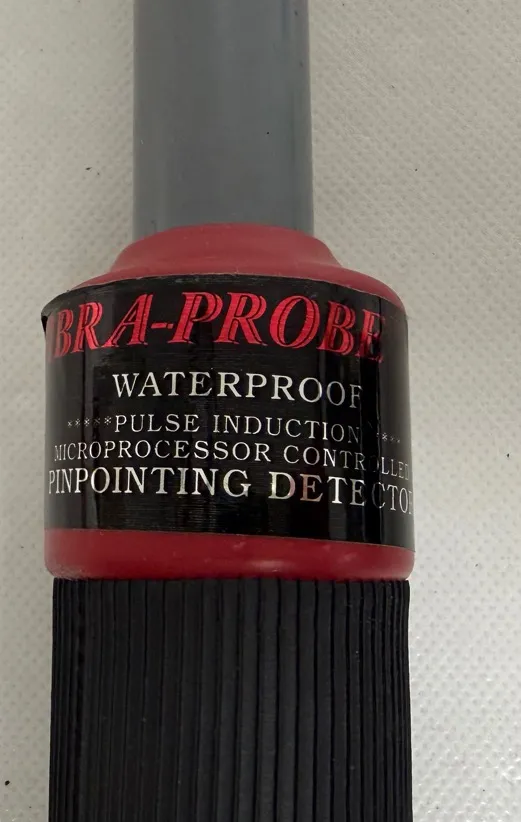 BRA-PROBE
WATERPROOF
*****PULSE INDUCTION****
MICROPROCESSOR CONTROLLED
PINPOINTING DETECTOR